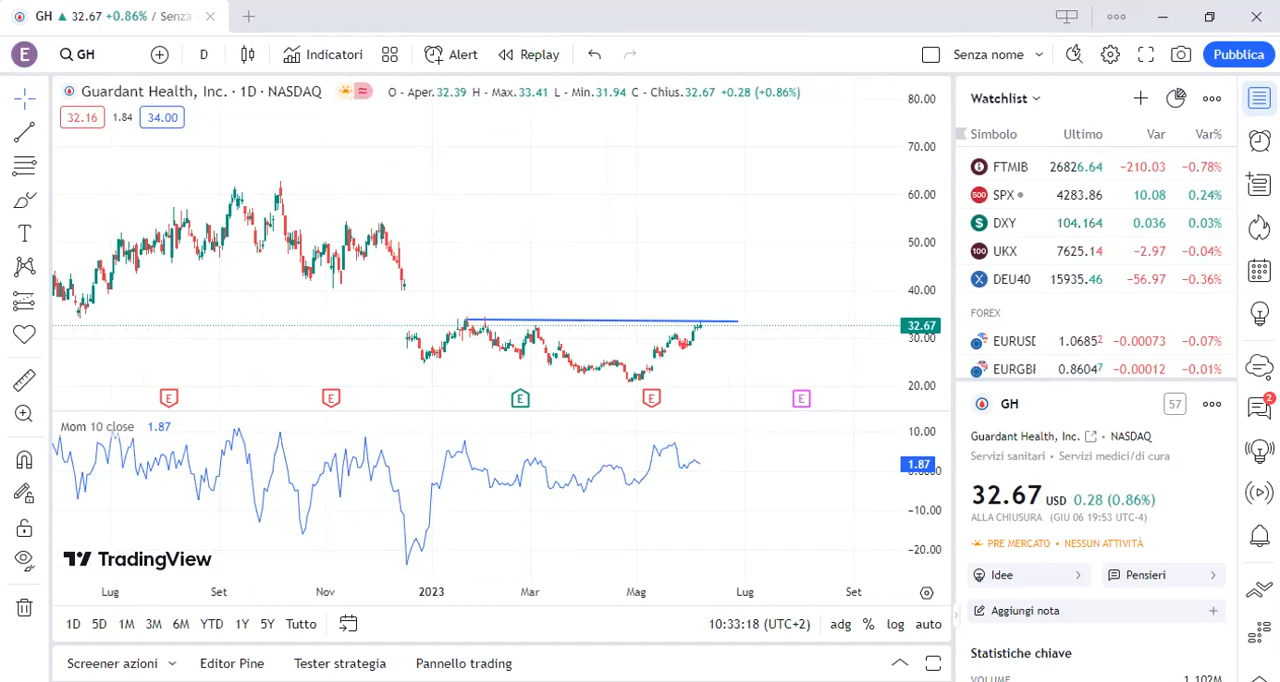 GH ▲ 32.67 +0.86% / Senza
E
GH
D
Indicatori
Alert
Replay
Senza nome
Pubblica
Guardant Health, Inc. · 1D · NASDAQ
O - Aper. 32.39 H - Max. 33.41 L - Min. 31.94 C - Chius. 32.67 +0.28 (+0.86%)
32.16 1.84 34.00
80.00
70.00
60.00
50.00
40.00
32.67
30.00
20.00
E E E E E
Mom 10 close 1.87
10.00
1.87
−10.00
−20.00
TradingView
Lug Set Nov 2023 Mar Mag Lug Set
1D 5D 1M 3M 6M YTD 1Y 5Y Tutto
10:33:18 (UTC+2) adg % log auto
Screener azioni Editor Pine Tester strategia Pannello trading
Watchlist
Simbolo Ultimo Var Var%
FTMIB 26826.64 −210.03 −0.78%
500 SPX 4283.86 10.08 0.24%
DXY 104.164 0.036 0.03%
100 UKX 7625.14 −2.97 −0.04%
DEU40 15935.46 −56.97 −0.36%
FOREX
EURUSI 1.0685² −0.00073 −0.07%
EURGBI 0.8604⁷ −0.00012 −0.01%
GH 57
Guardant Health, Inc. • NASDAQ
Servizi sanitari • Servizi medici/di cura
32.67 USD 0.28 (0.86%)
ALLA CHIUSURA (GIU 06 19:53 UTC-4)
PRE MERCATO • NESSUN ATTIVITÀ
Idee
Pensieri
Aggiungi nota
Statistiche chiave
VOLUME 1.102M
2